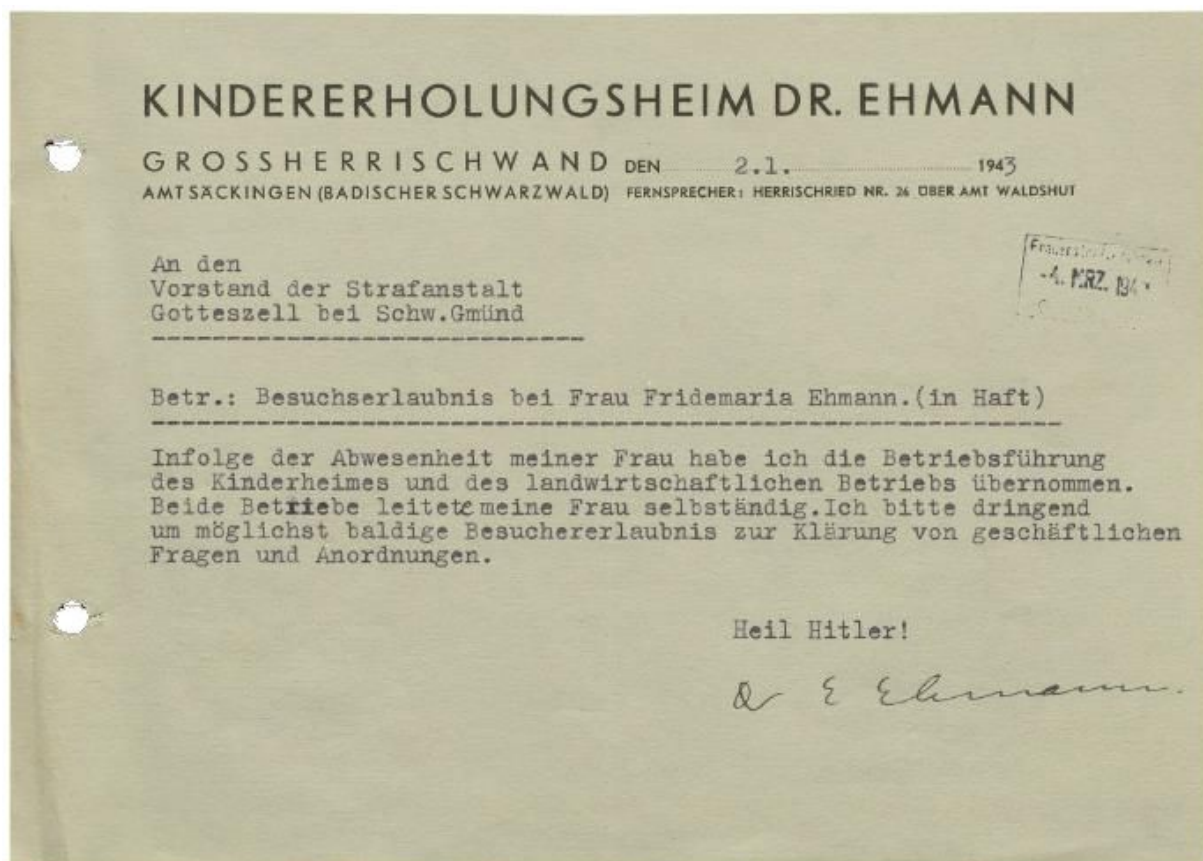 KINDERERHOLUNGSHEIM DR. EHMANN
GROSSHERRISCHWAND DEN 2.1. 1943
AMT SÄCKINGEN (BADISCHER SCHWARZWALD) FERNSPRECHER: HERRISCHRIED NR. 26 ÜBER AMT WALDSHUT
An den
Vorstand der Strafanstalt
Gotteszell bei Schw.Gmünd
-4. MRZ. 194
Betr.: Besuchserlaubnis bei Frau Fridemaria Ehmann.(in Haft)
Infolge der Abwesenheit meiner Frau habe ich die Betriebsführung
des Kinderheimes und des landwirtschaftlichen Betriebs übernommen.
Beide Betriebe leitete meine Frau selbständig.Ich bitte dringend
um möglichst baldige Besuchererlaubnis zur Klärung von geschäftlichen
Fragen und Anordnungen.
Heil Hitler!
Dr E Ehmann.